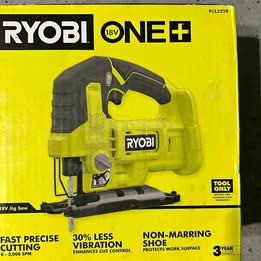 RYOBI 18V ONE+
PCL525B
RYOBI
TOOL
ONLY
18V Jig Saw
FAST PRECISE
CUTTING
0 - 3,000 SPM
30% LESS
VIBRATION
ENHANCES CUT CONTROL
NON-MARRING
SHOE
PROTECTS WORK SURFACE
3 YEAR